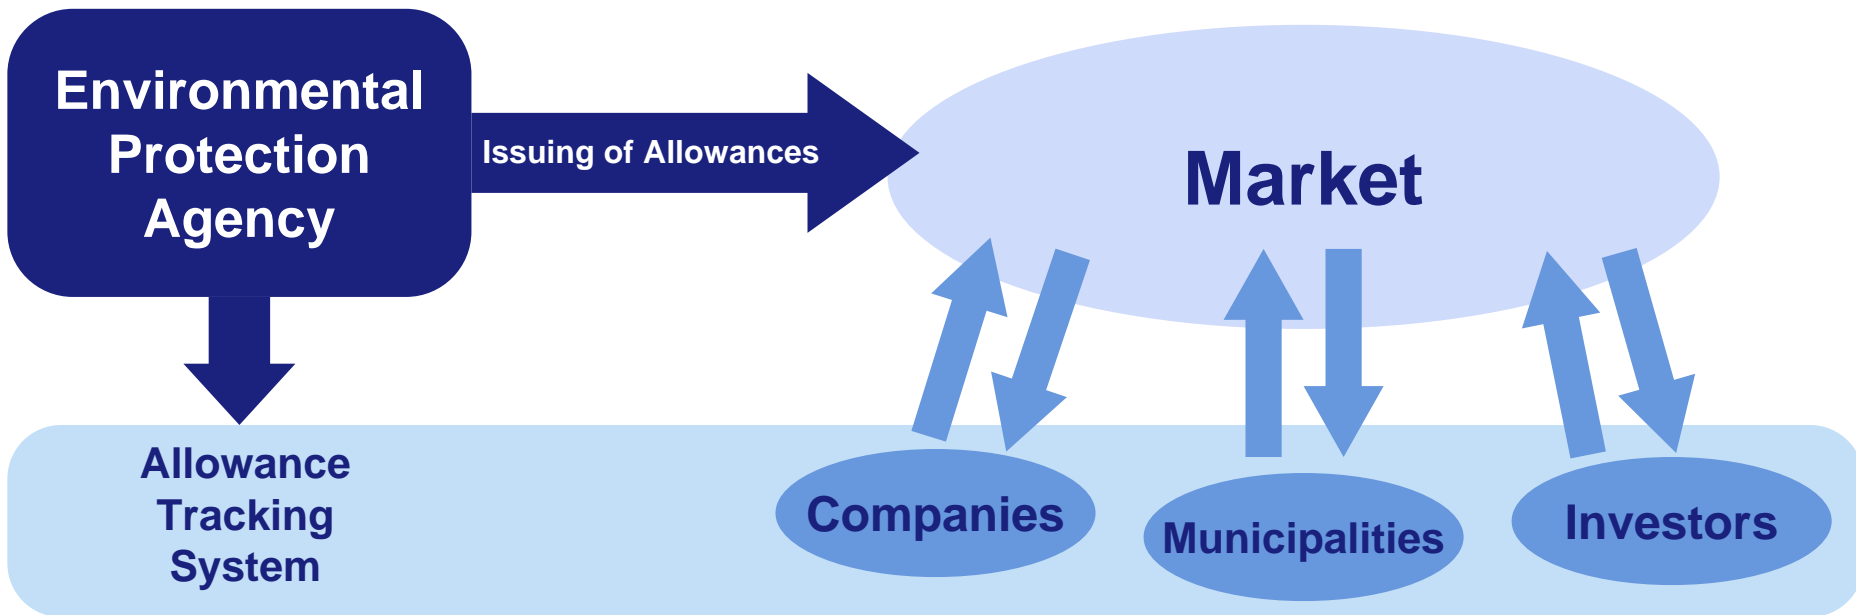 Environmental
Protection
Agency
Issuing of Allowances
Market
Allowance
Tracking
System
Companies
Municipalities
Investors